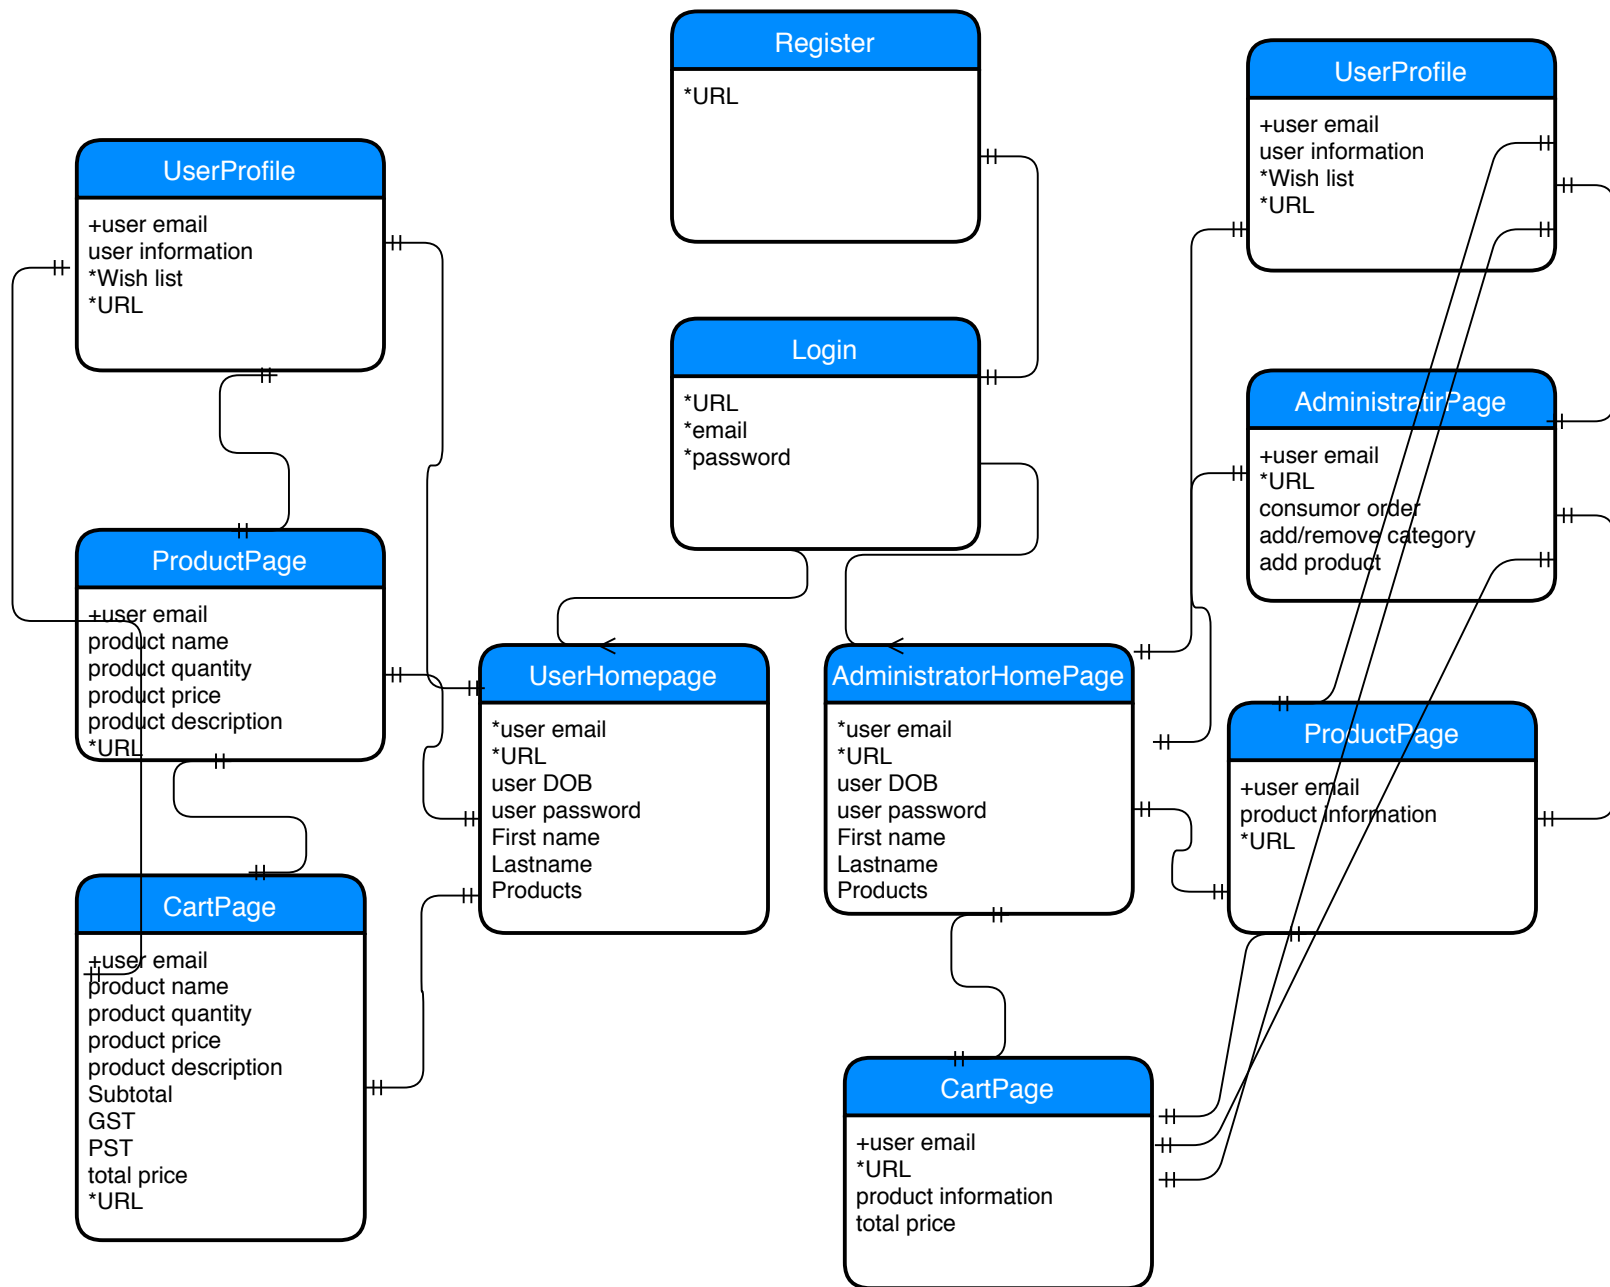 Register
*URL
UserProfile
+user email
user information
*Wish list
*URL
UserProfile
+user email
user information
*Wish list
*URL
Login
*URL
*email
*password
AdministratirPage
+user email
*URL
consumor order
add/remove category
add product
ProductPage
+user email
product name
product quantity
product price
product description
*URL
UserHomepage
*user email
*URL
user DOB
user password
First name
Lastname
Products
AdministratorHomePage
*user email
*URL
user DOB
user password
First name
Lastname
Products
ProductPage
+user email
product information
*URL
CartPage
+user email
product name
product quantity
product price
product description
Subtotal
GST
PST
total price
*URL
CartPage
+user email
*URL
product information
total price